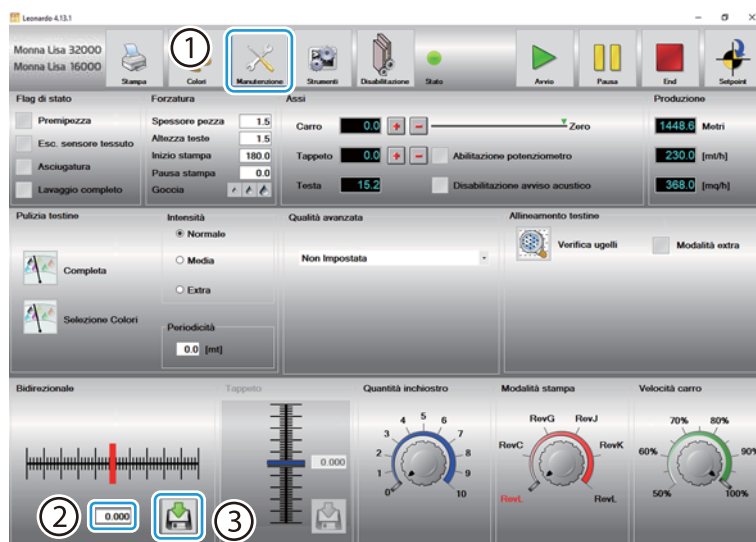 Leonardo 4.13.1
Monna Lisa 32000
Monna Lisa 16000
Stampa
1
Colori
Manutenzione
Strumenti
Disabilitazione
Stato
Avvio
Pausa
End
Setpoint
Flag di stato
Premipezza
Esc. sensore tessuto
Asciugatura
Lavaggio completo
Forzatura
Spessore pezza 1.5
Altezza teste 1.5
Inizio stampa 180.0
Pausa stampa 0.0
Goccia
Assi
Carro 0.0 + − Zero
Tappeto 0.0 + − Abilitazione potenziometro
Testa 15.2 Disabilitazione avviso acustico
Produzione
1448.6 Metri
230.0 [mt/h]
368.0 [mq/h]
Pulizia testine
Completa
Selezione Colori
Intensità
Normale
Media
Extra
Periodicità
0.0 [mt]
Qualità avanzata
Non Impostata
Allineamento testine
Verifica ugelli
Modalità extra
Bidirezionale
2
0.000
3
Tappeto
0.000
Quantità inchiostro
0 1 2 3 4 5 6 7 8 9 10
Modalità stampa
RevL RevC RevG RevJ RevK RevL
Velocità carro
50% 60% 70% 80% 90% 100%